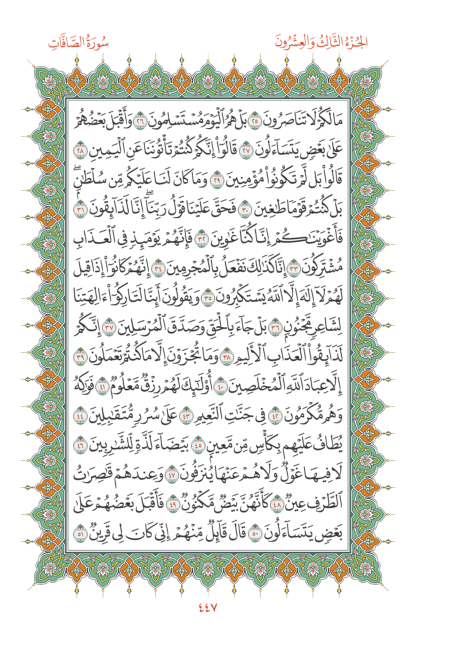 الجُزْءُ الثَّالِثُ وَالعِشْرُونَ
سُورَةُ الصَّافَّاتِ
مَا لَكُمْ لَا تَنَاصَرُونَ ٢٥ بَلْ هُمُ ٱلْيَوْمَ مُسْتَسْلِمُونَ ٢٦ وَأَقْبَلَ بَعْضُهُمْ
عَلَىٰ بَعْضٍ يَتَسَآءَلُونَ ٢٧ قَالُوٓا۟ إِنَّكُمْ كُنتُمْ تَأْتُونَنَا عَنِ ٱلْيَمِينِ ٢٨
قَالُوا۟ بَل لَّمْ تَكُونُوا۟ مُؤْمِنِينَ ٢٩ وَمَا كَانَ لَنَا عَلَيْكُم مِّن سُلْطَٰنٍۭ ۖ
بَلْ كُنتُمْ قَوْمًا طَٰغِينَ ٣٠ فَحَقَّ عَلَيْنَا قَوْلُ رَبِّنَآ ۖ إِنَّا لَذَآئِقُونَ ٣١
فَأَغْوَيْنَٰكُمْ إِنَّا كُنَّا غَٰوِينَ ٣٢ فَإِنَّهُمْ يَوْمَئِذٍ فِى ٱلْعَذَابِ
مُشْتَرِكُونَ ٣٣ إِنَّا كَذَٰلِكَ نَفْعَلُ بِٱلْمُجْرِمِينَ ٣٤ إِنَّهُمْ كَانُوٓا۟ إِذَا قِيلَ
لَهُمْ لَآ إِلَٰهَ إِلَّا ٱللَّهُ يَسْتَكْبِرُونَ ٣٥ وَيَقُولُونَ أَئِنَّا لَتَارِكُوٓا۟ ءَالِهَتِنَا
لِشَاعِرٍ مَّجْنُونٍۭ ٣٦ بَلْ جَآءَ بِٱلْحَقِّ وَصَدَّقَ ٱلْمُرْسَلِينَ ٣٧ إِنَّكُمْ
لَذَآئِقُوا۟ ٱلْعَذَابِ ٱلْأَلِيمِ ٣٨ وَمَا تُجْزَوْنَ إِلَّا مَا كُنتُمْ تَعْمَلُونَ ٣٩
إِلَّا عِبَادَ ٱللَّهِ ٱلْمُخْلَصِينَ ٤٠ أُو۟لَٰٓئِكَ لَهُمْ رِزْقٌ مَّعْلُومٌ ٤١ فَوَٰكِهُ ۖ
وَهُم مُّكْرَمُونَ ٤٢ فِى جَنَّٰتِ ٱلنَّعِيمِ ٤٣ عَلَىٰ سُرُرٍ مُّتَقَٰبِلِينَ ٤٤
يُطَافُ عَلَيْهِم بِكَأْسٍ مِّن مَّعِينٍۭ ٤٥ بَيْضَآءَ لَذَّةٍ لِّلشَّٰرِبِينَ ٤٦
لَا فِيهَا غَوْلٌ وَلَا هُمْ عَنْهَا يُنزَفُونَ ٤٧ وَعِندَهُمْ قَٰصِرَٰتُ
ٱلطَّرْفِ عِينٌ ٤٨ كَأَنَّهُنَّ بَيْضٌ مَّكْنُونٌ ٤٩ فَأَقْبَلَ بَعْضُهُمْ عَلَىٰ
بَعْضٍ يَتَسَآءَلُونَ ٥٠ قَالَ قَآئِلٌ مِّنْهُمْ إِنِّى كَانَ لِى قَرِينٌ ٥١
٤٤٧